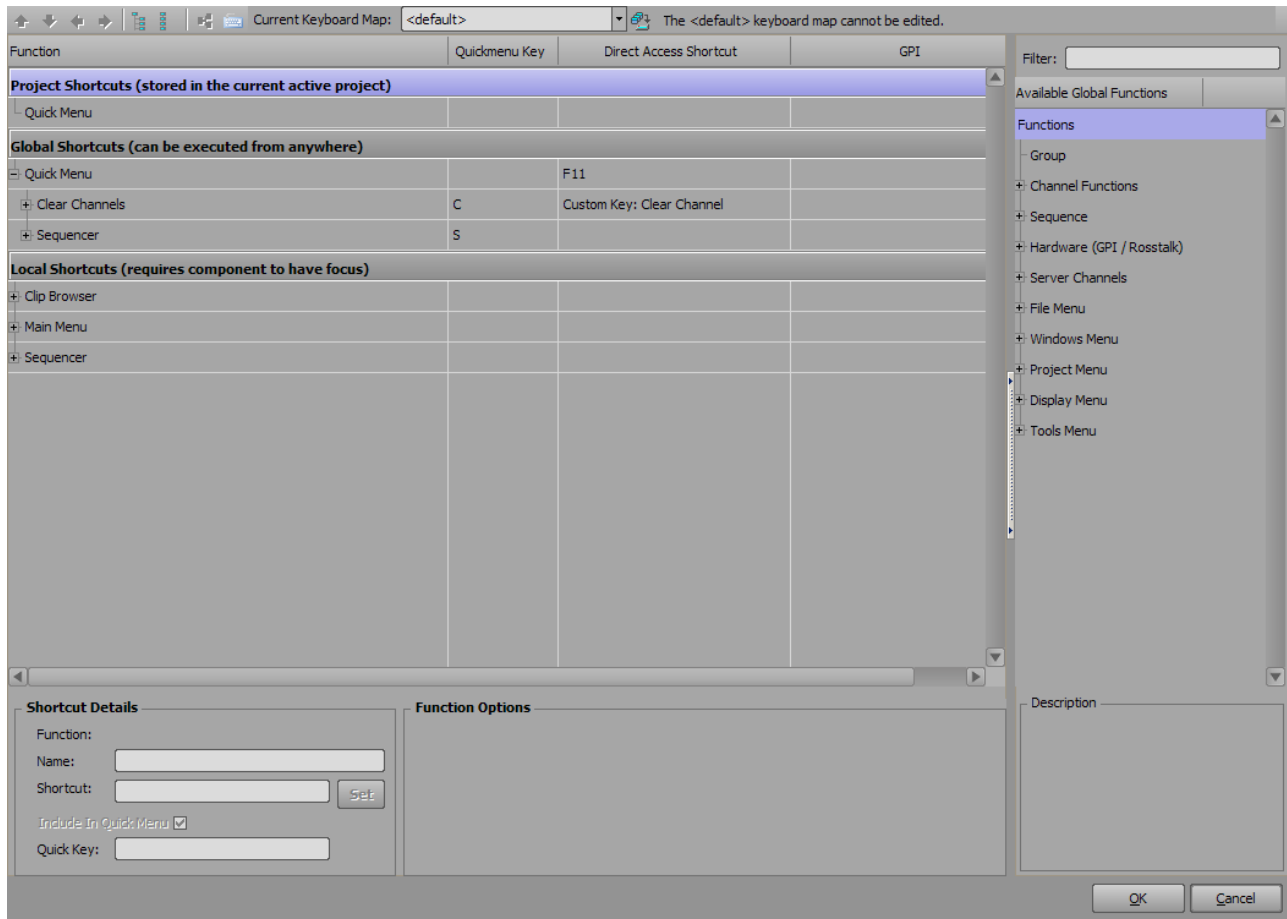 Current Keyboard Map: <default> The <default> keyboard map cannot be edited.
Function Quickmenu Key Direct Access Shortcut GPI
Project Shortcuts (stored in the current active project)
Quick Menu
Global Shortcuts (can be executed from anywhere)
Quick Menu F11
Clear Channels C Custom Key: Clear Channel
Sequencer S
Local Shortcuts (requires component to have focus)
Clip Browser
Main Menu
Sequencer
Filter:
Available Global Functions
Functions
Group
Channel Functions
Sequence
Hardware (GPI / Rosstalk)
Server Channels
File Menu
Windows Menu
Project Menu
Display Menu
Tools Menu
Shortcut Details
Function:
Name:
Shortcut: Set
Include In Quick Menu
Quick Key:
Function Options
Description
OK Cancel